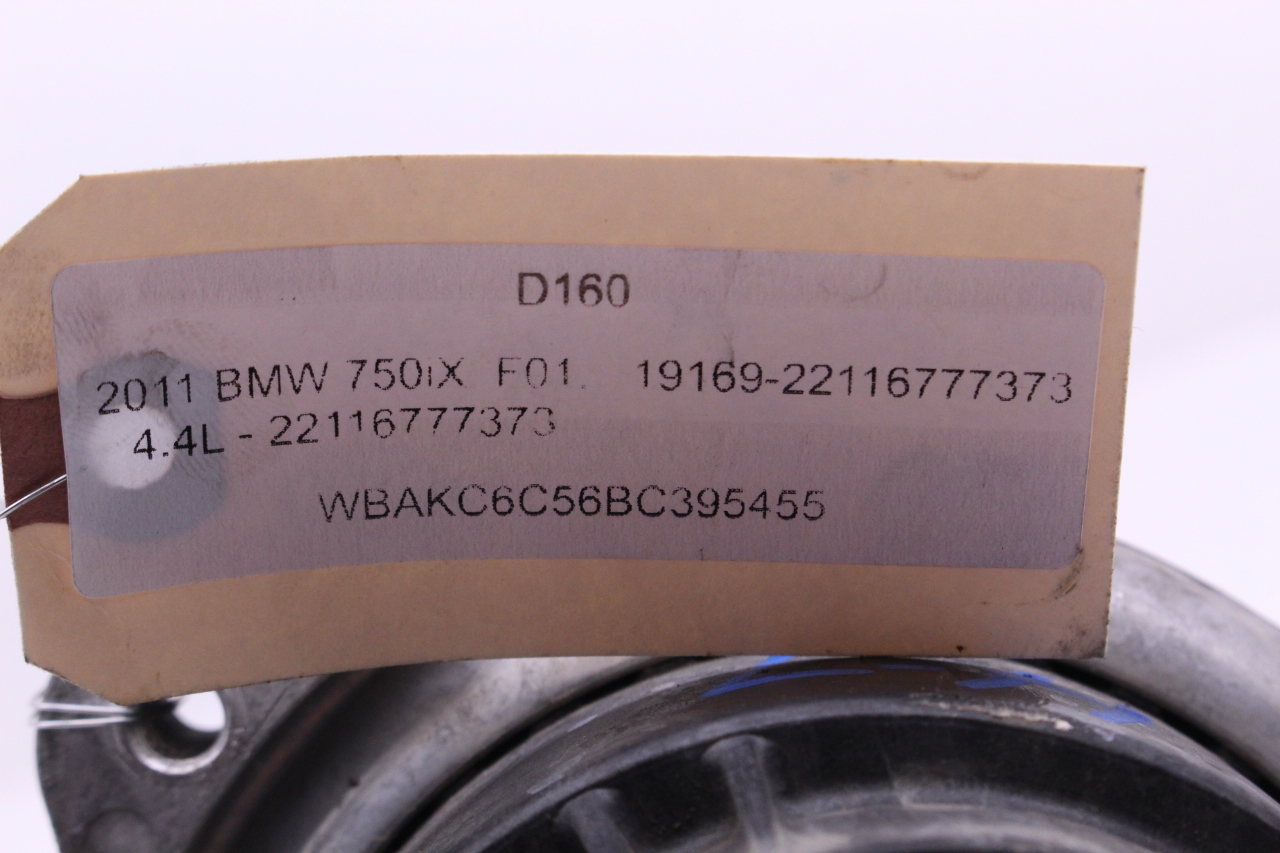 D160
2011 BMW 750iX F01. 19169-22116777373
4.4L - 22116777373
WBAKC6C56BC395455